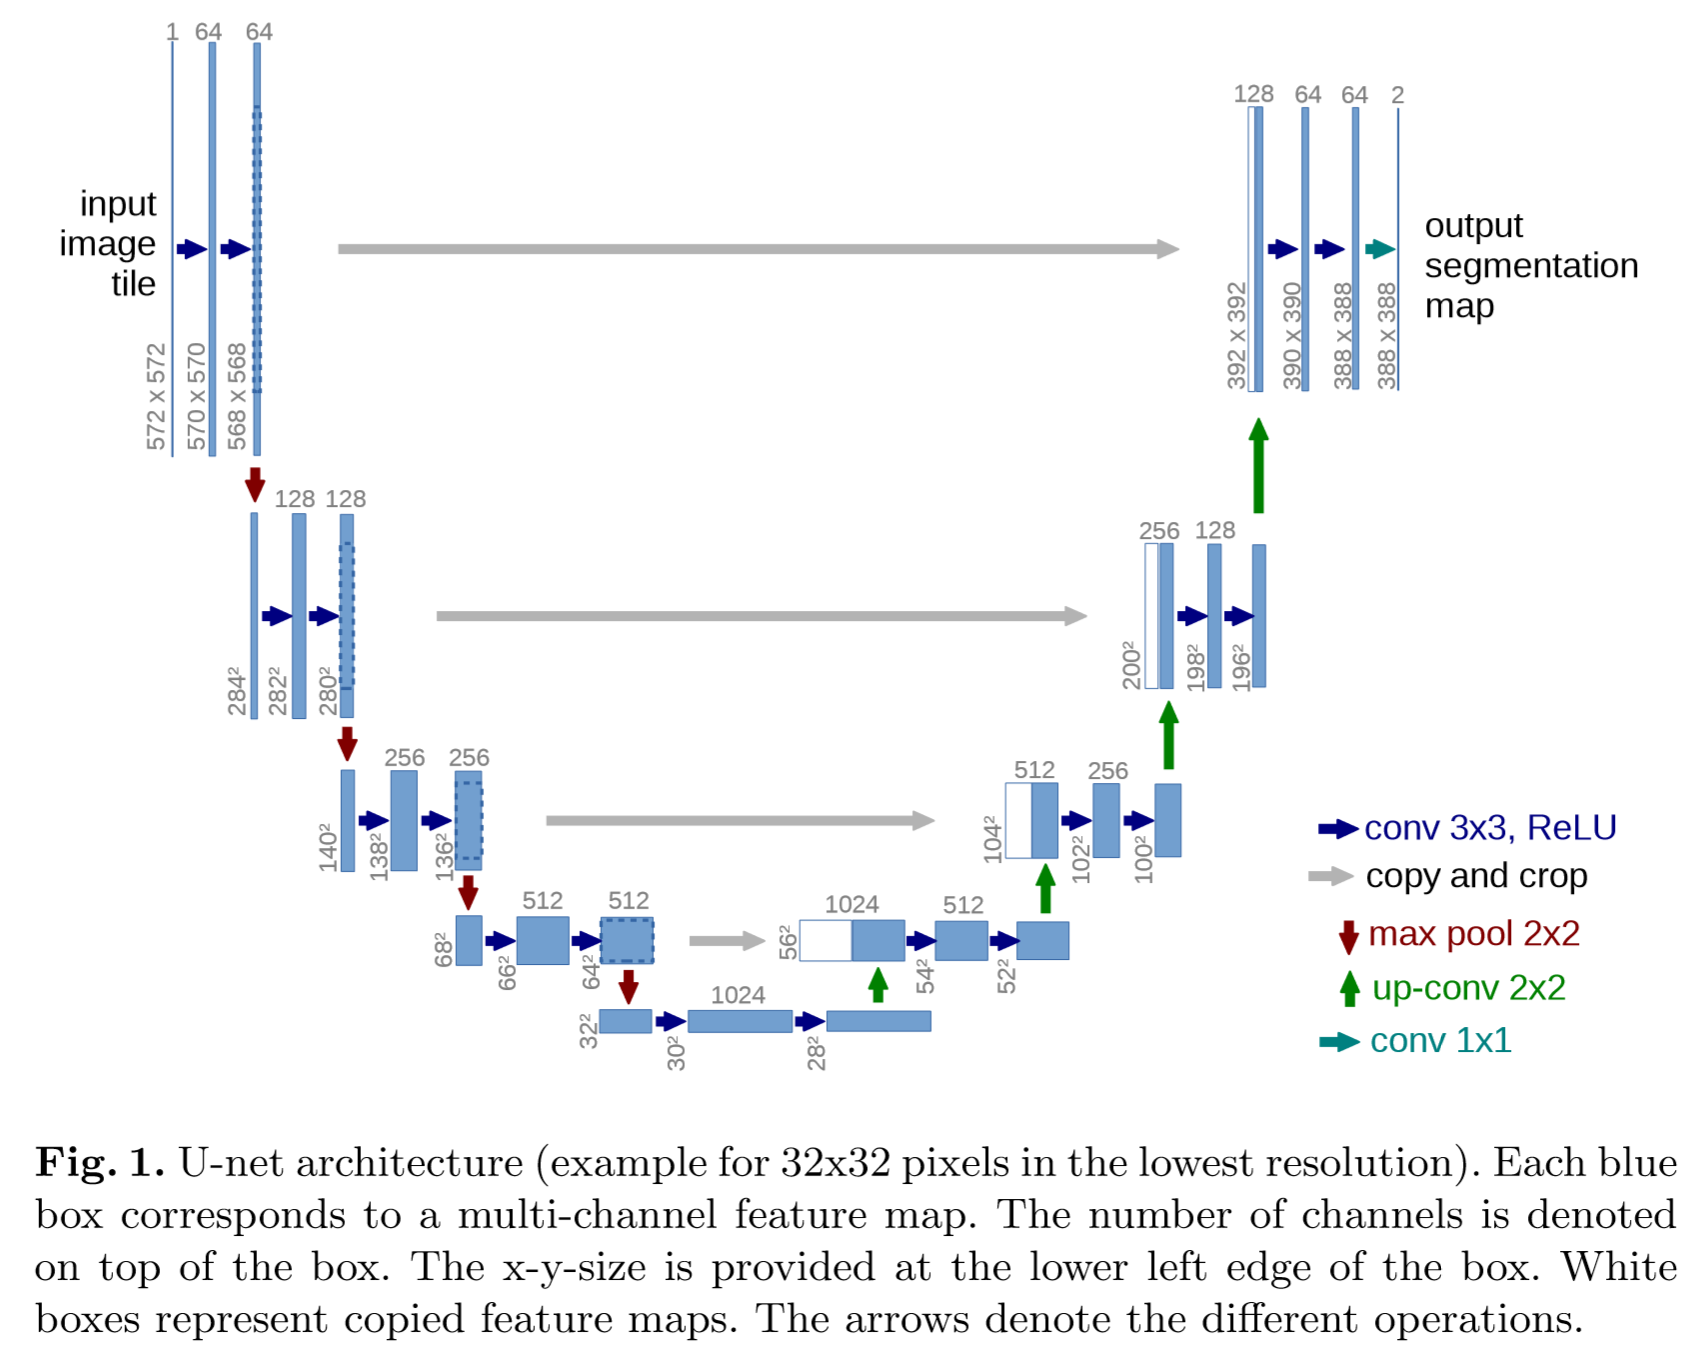 1 64 64
128 64 64 2
input
image
tile
output
segmentation
map
572 x 572
570 x 570
568 x 568
392 x 392
390 x 390
388 x 388
388 x 388
128 128
256 128
284²
282²
280²
200²
198²
196²
256 256
512 256
140²
138²
136²
104²
102²
100²
512 512
1024 512
68²
66²
64²
56²
54²
52²
1024
32²
30²
28²
conv 3x3, ReLU
copy and crop
max pool 2x2
up-conv 2x2
conv 1x1
Fig. 1. U-net architecture (example for 32x32 pixels in the lowest resolution). Each blue
box corresponds to a multi-channel feature map. The number of channels is denoted
on top of the box. The x-y-size is provided at the lower left edge of the box. White
boxes represent copied feature maps. The arrows denote the different operations.